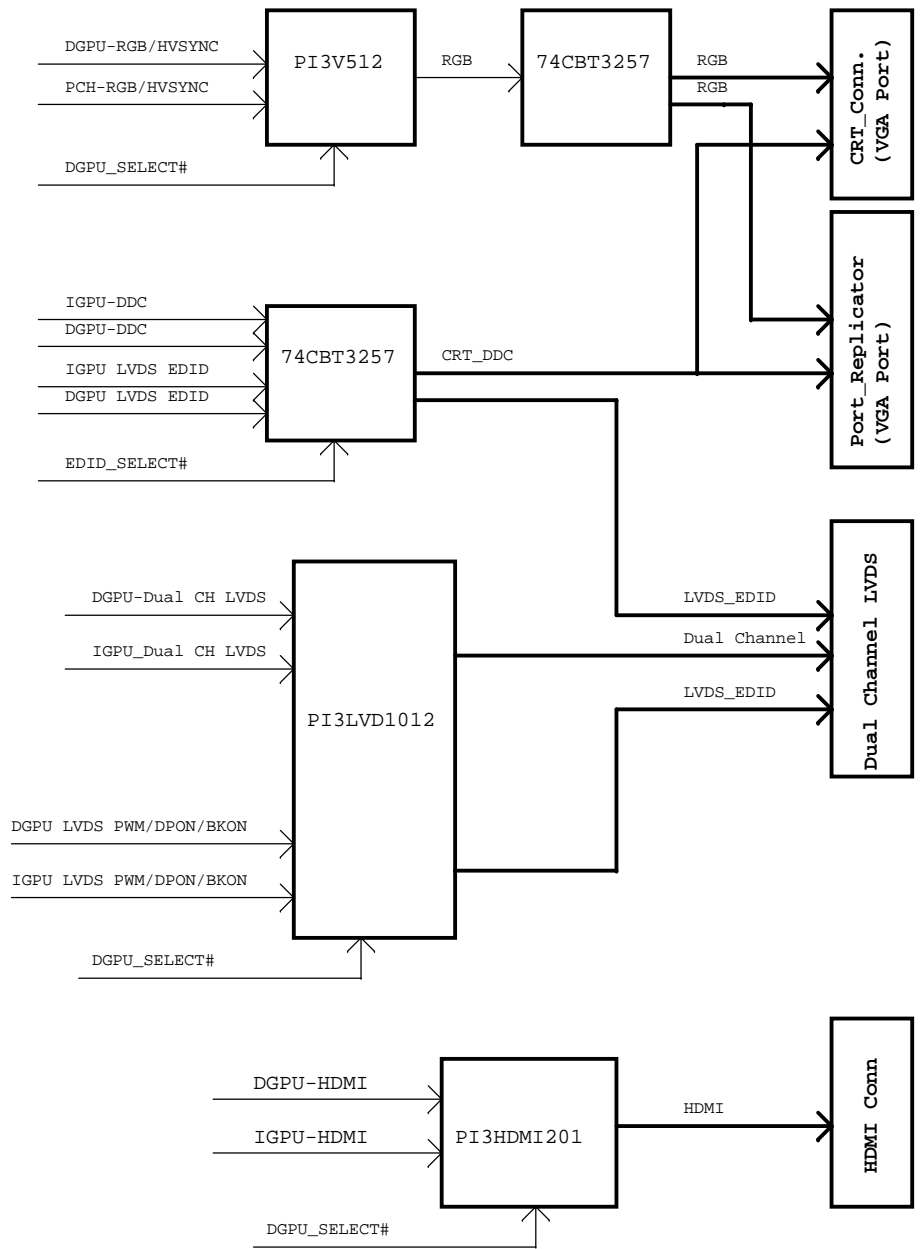 DGPU-RGB/HVSYNC
PCH-RGB/HVSYNC
DGPU_SELECT#
PI3V512
RGB
74CBT3257
RGB
RGB
CRT_Conn.
(VGA Port)
IGPU-DDC
DGPU-DDC
IGPU LVDS EDID
DGPU LVDS EDID
EDID_SELECT#
74CBT3257
CRT_DDC
Port_Replicator
(VGA Port)
DGPU-Dual CH LVDS
IGPU_Dual CH LVDS
PI3LVD1012
LVDS_EDID
Dual Channel
LVDS_EDID
Dual Channel LVDS
DGPU LVDS PWM/DPON/BKON
IGPU LVDS PWM/DPON/BKON
DGPU_SELECT#
DGPU-HDMI
IGPU-HDMI
PI3HDMI201
HDMI
HDMI Conn
DGPU_SELECT#